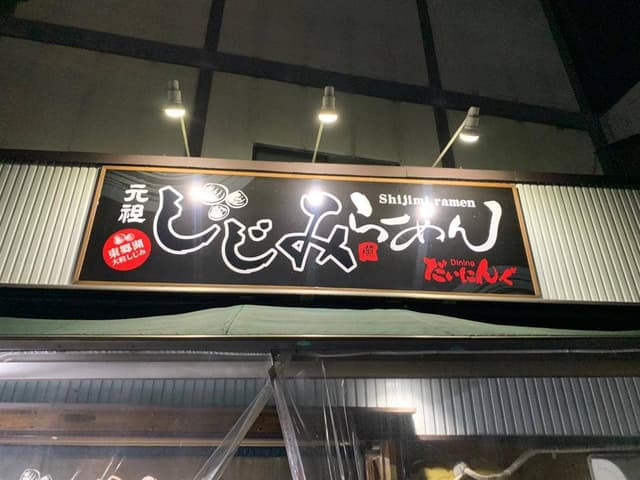 元祖
しじみらーめん
Shijimi ramen
東郷湖
大粒しじみ
Dining
だいにんぐ